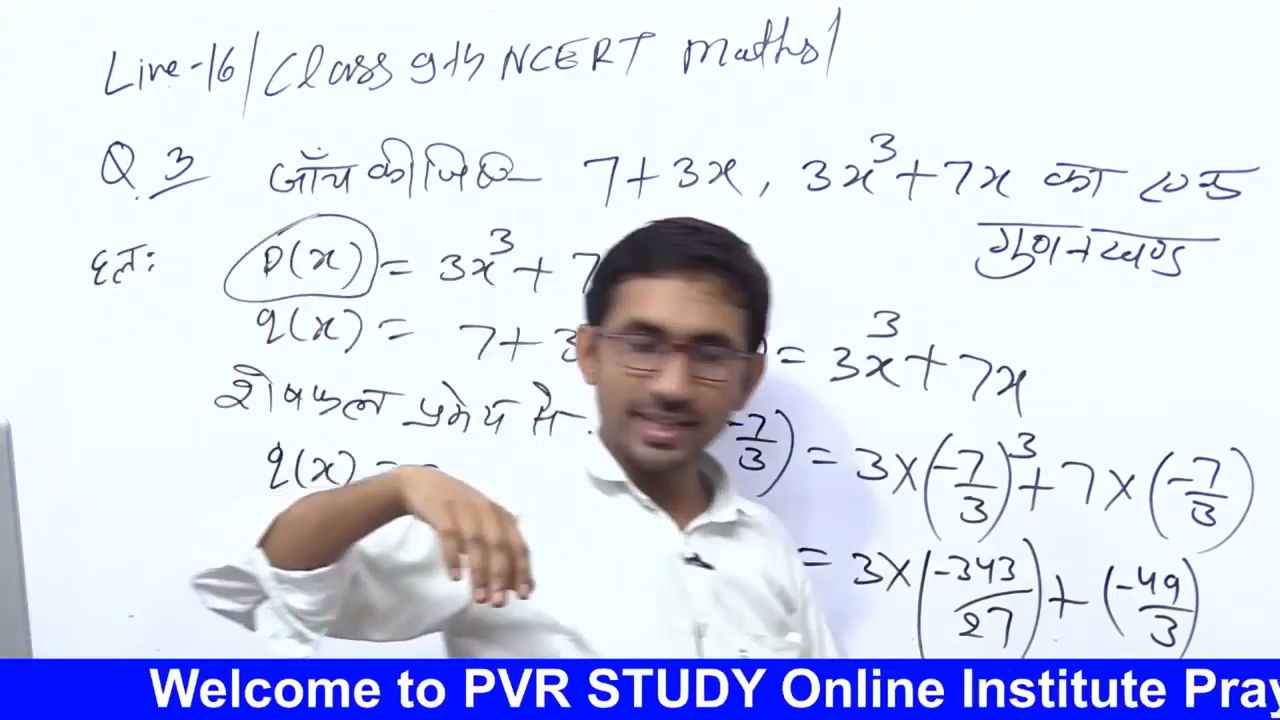 Live-16/Class 9th NCERT Maths/
Q.3 जाँच कीजिए 7+3x, 3x³+7x का एक
गुणनखण्ड
हल: p(x) = 3x³+7
q(x) = 7+3
= 3x³+7x
शेषफल प्रमेय से.
-7/3) = 3×(-7/3)³+7×(-7/3)
q(x) =
= 3×(-343/27)+(-49/3)
Welcome to PVR STUDY Online Institute Pray